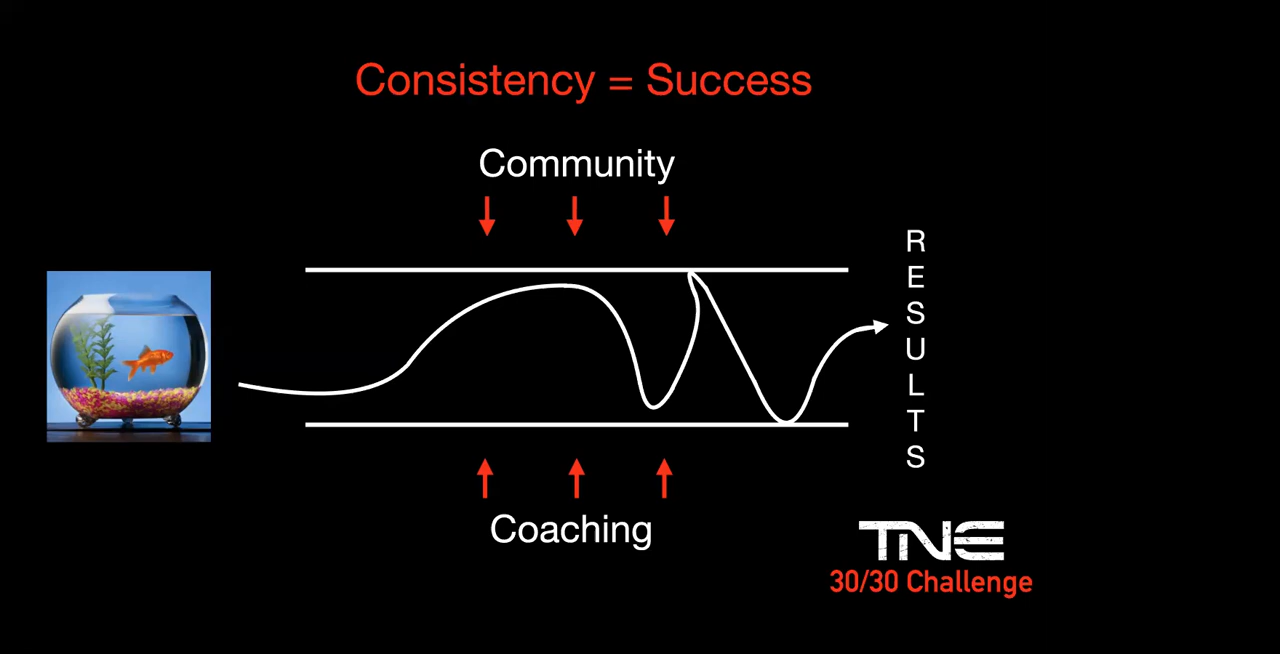 Consistency = Success
Community
R
E
S
U
L
T
S
Coaching
TNE
30/30 Challenge